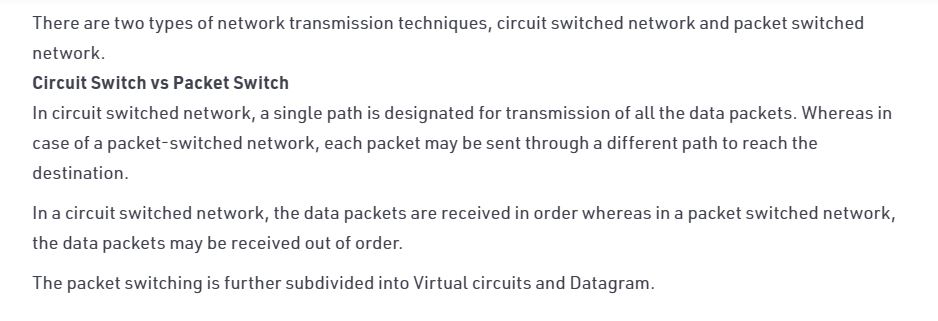 There are two types of network transmission techniques, circuit switched network and packet switched
network.
Circuit Switch vs Packet Switch
In circuit switched network, a single path is designated for transmission of all the data packets. Whereas in
case of a packet-switched network, each packet may be sent through a different path to reach the
destination.
In a circuit switched network, the data packets are received in order whereas in a packet switched network,
the data packets may be received out of order.
The packet switching is further subdivided into Virtual circuits and Datagram.